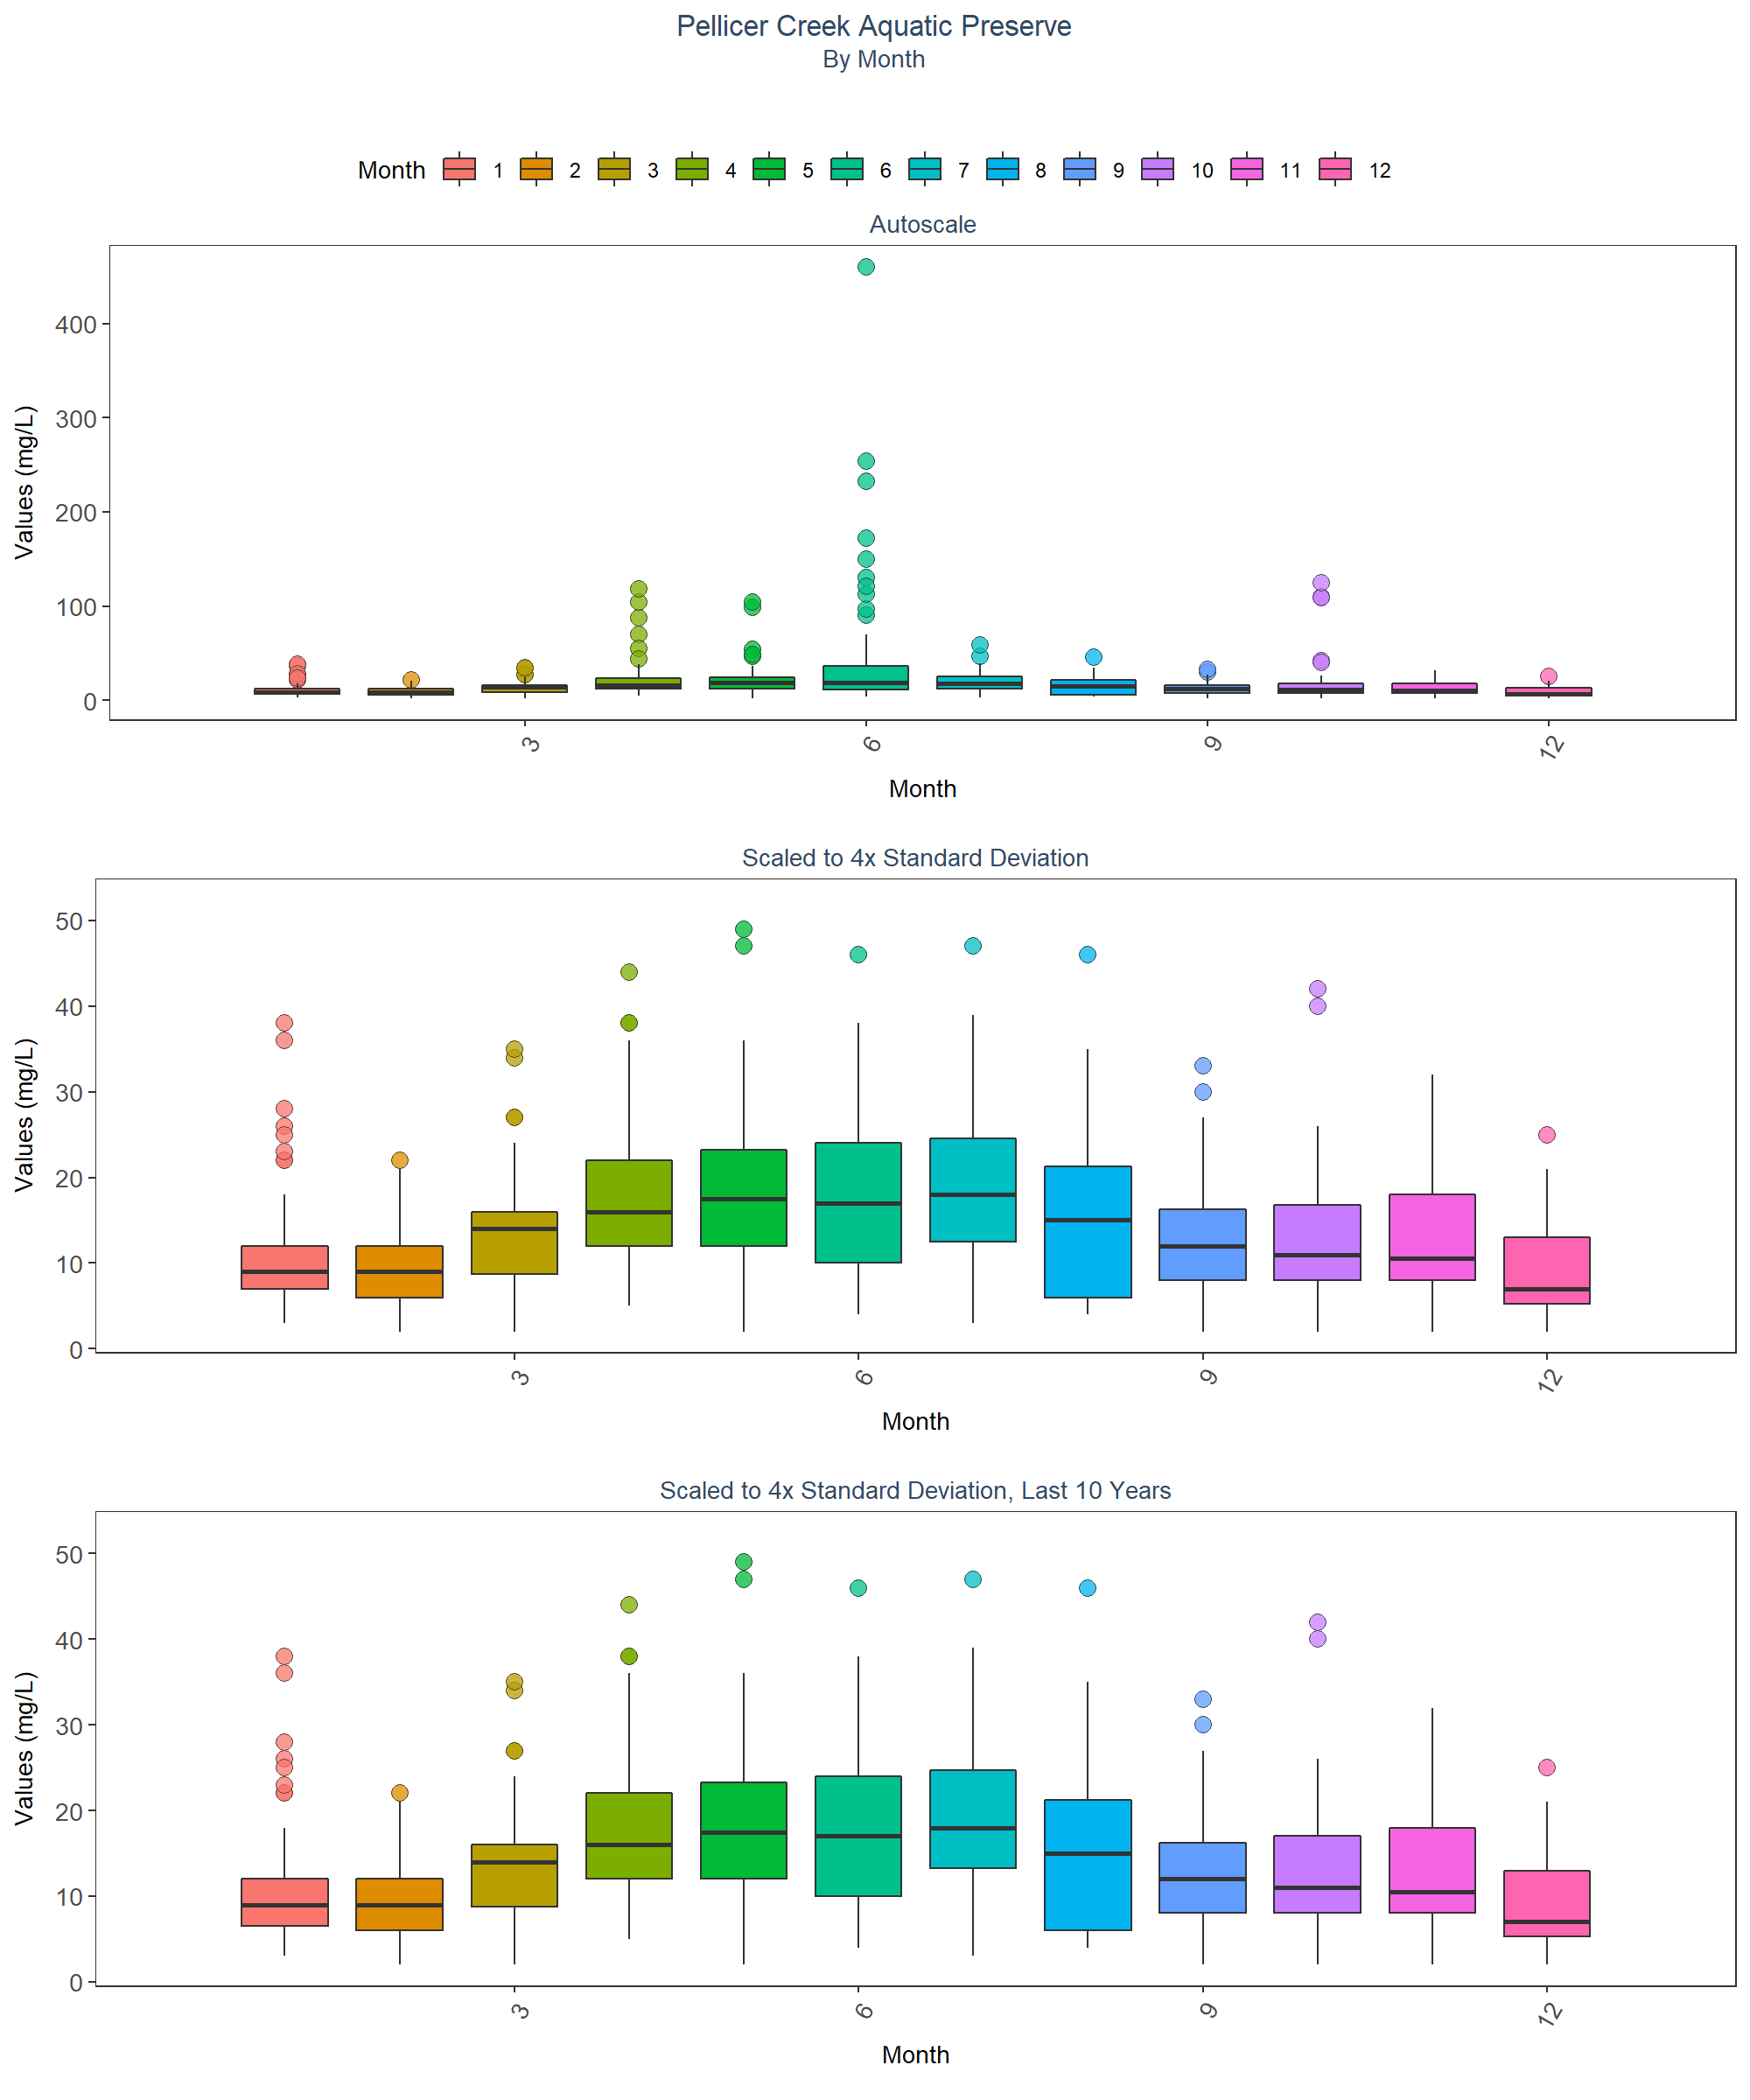 Pellicer Creek Aquatic Preserve
By Month
Month 1 2 3 4 5 6 7 8 9 10 11 12
Autoscale
Values (mg/L)
400
300
200
100
0
3 6 9 12
Month
Scaled to 4x Standard Deviation
Values (mg/L)
50
40
30
20
10
0
3 6 9 12
Month
Scaled to 4x Standard Deviation, Last 10 Years
Values (mg/L)
50
40
30
20
10
0
3 6 9 12
Month